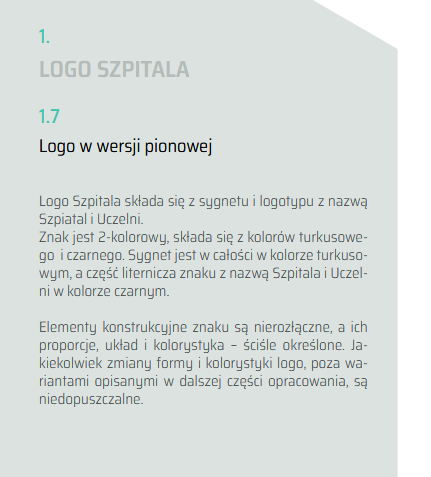 1.
LOGO SZPITALA
1.7
Logo w wersji pionowej
Logo Szpitala składa się z sygnetu i logotypu z nazwą
Szpiatal i Uczelni.
Znak jest 2-kolorowy, składa się z kolorów turkusowe-
go i czarnego. Sygnet jest w całości w kolorze turkuso-
wym, a część liternicza znaku z nazwą Szpitala i Uczel-
ni w kolorze czarnym.
Elementy konstrukcyjne znaku są nierozłączne, a ich
proporcje, układ i kolorystyka – ściśle określone. Ja-
kiekolwiek zmiany formy i kolorystyki logo, poza wa-
riantami opisanymi w dalszej części opracowania, są
niedopuszczalne.